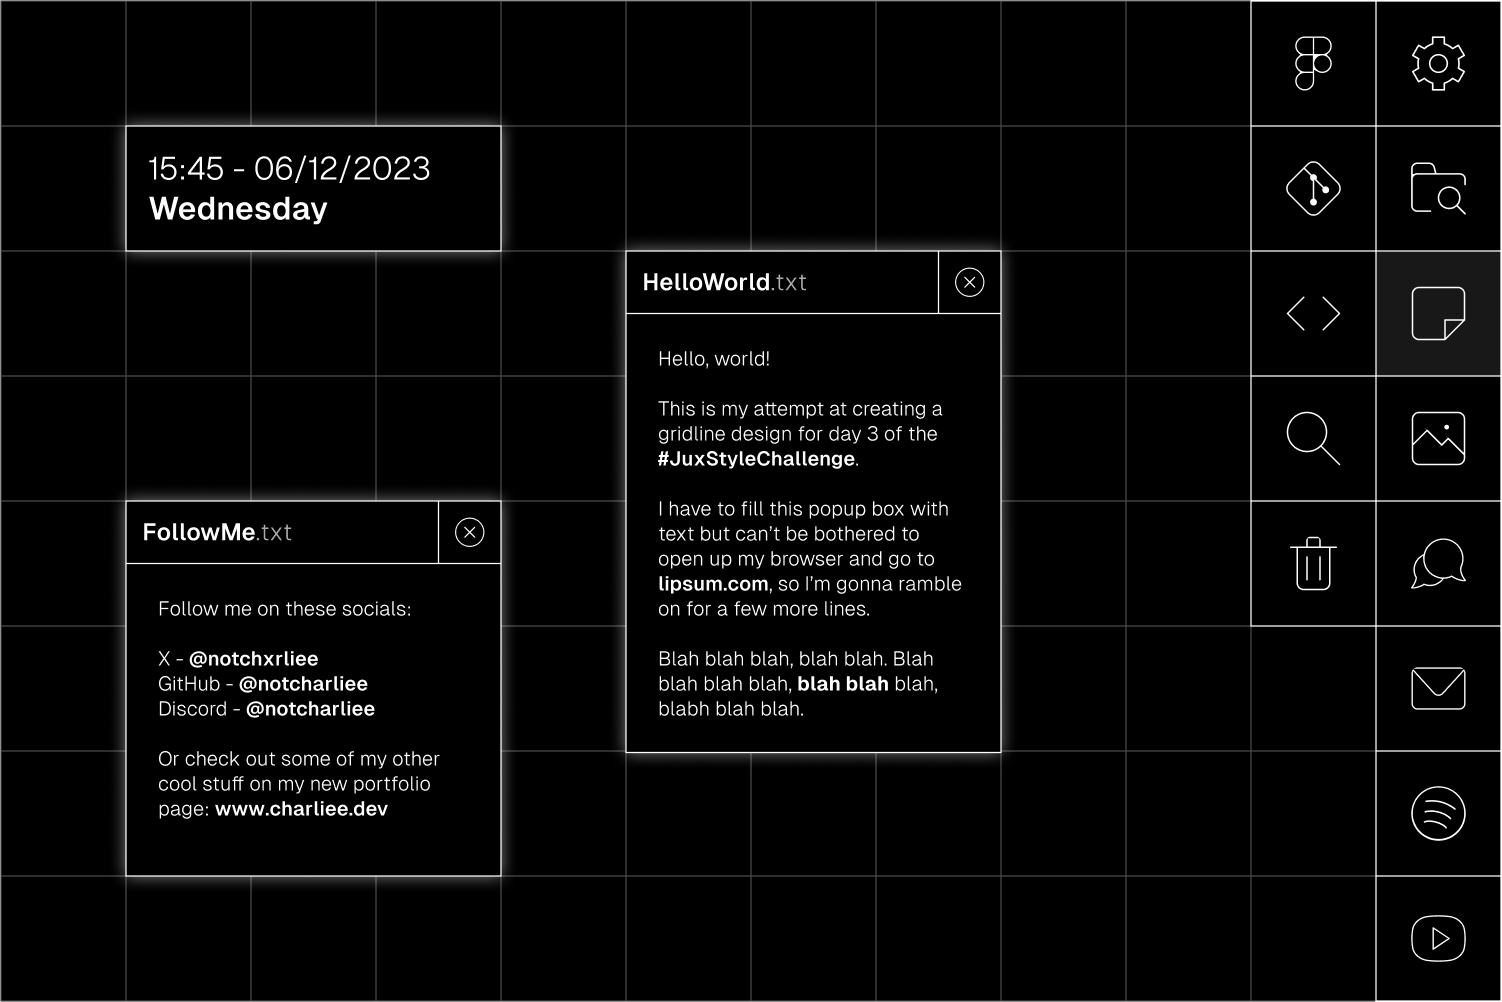 15:45 - 06/12/2023
Wednesday
HelloWorld.txt
Hello, world!
This is my attempt at creating a
gridline design for day 3 of the
#JuxStyleChallenge.
I have to fill this popup box with
text but can’t be bothered to
open up my browser and go to
lipsum.com, so I’m gonna ramble
on for a few more lines.
Blah blah blah, blah blah. Blah
blah blah blah, blah blah blah,
blabh blah blah.
FollowMe.txt
Follow me on these socials:
X - @notchxrliee
GitHub - @notcharliee
Discord - @notcharliee
Or check out some of my other
cool stuff on my new portfolio
page: www.charliee.dev